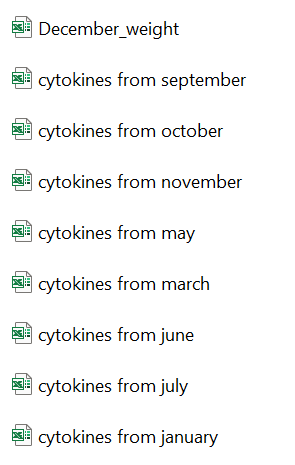 December_weight
cytokines from september
cytokines from october
cytokines from november
cytokines from may
cytokines from march
cytokines from june
cytokines from july
cytokines from january